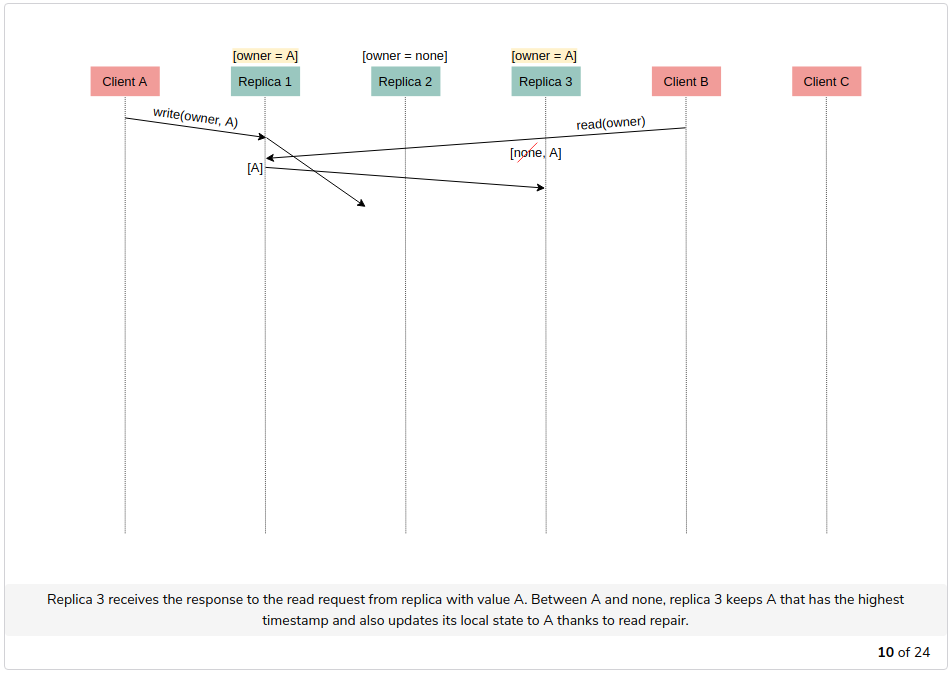 [owner = A] [owner = none] [owner = A]
Client A Replica 1 Replica 2 Replica 3 Client B Client C
write(owner, A) read(owner)
[none, A]
[A]
Replica 3 receives the response to the read request from replica with value A. Between A and none, replica 3 keeps A that has the highest
timestamp and also updates its local state to A thanks to read repair.
10 of 24